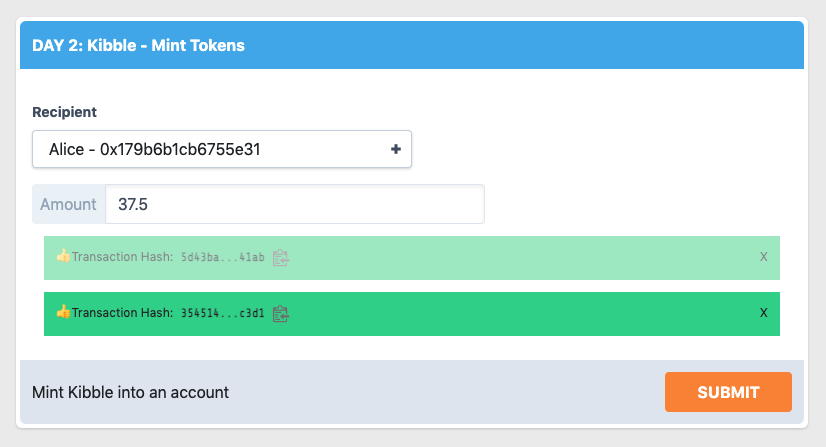 DAY 2: Kibble - Mint Tokens
Recipient
Alice - 0x179b6b1cb6755e31
Amount 37.5
👍Transaction Hash: 5d43ba...41ab X
👍Transaction Hash: 354514...c3d1 X
Mint Kibble into an account SUBMIT